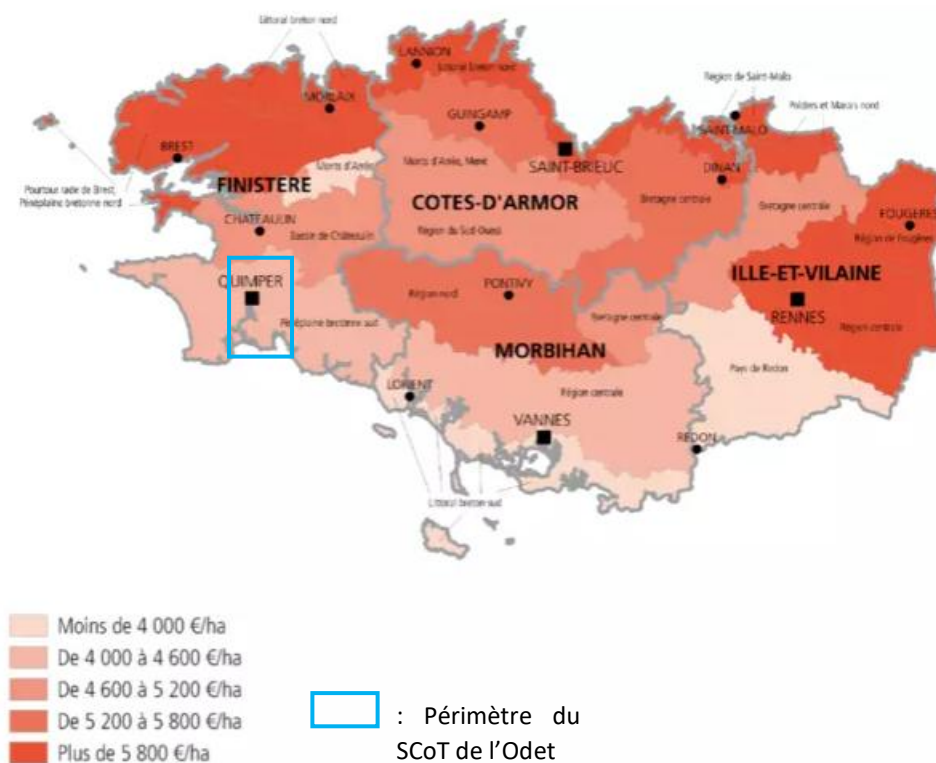 Littoral breton nord
LANNION
Littoral breton nord
Région de Saint-Malo
MORLAIX
GUINGAMP
SAINT-MALO
Polders et Marais nord
BREST
Monts d'Arrée
Monts d'Arrée, Mené
SAINT-BRIEUC
DINAN
Pourtour rade de Brest,
Pénéplaine bretonne nord
FINISTERE
COTES-D'ARMOR
Bretagne centrale
Bretagne centrale
FOUGERES
CHATEAULIN
Bassin de Châteaulin
Région du Sud-Ouest
Région de Fougères
QUIMPER
Région nord
PONTIVY
ILLE-ET-VILAINE
RENNES
Pénéplaine bretonne sud
Bretagne centrale
Région centrale
MORBIHAN
Pays de Redon
LORIENT
Région centrale
VANNES
REDON
Littoral breton sud
Moins de 4 000 €/ha
De 4 000 à 4 600 €/ha
De 4 600 à 5 200 €/ha
De 5 200 à 5 800 €/ha
Plus de 5 800 €/ha
: Périmètre du
SCoT de l'Odet